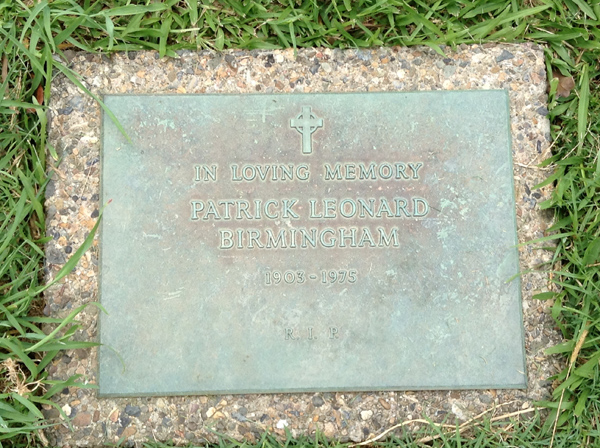 IN LOVING MEMORY
PATRICK LEONARD
BIRMINGHAM
1903-1975
R. I. P